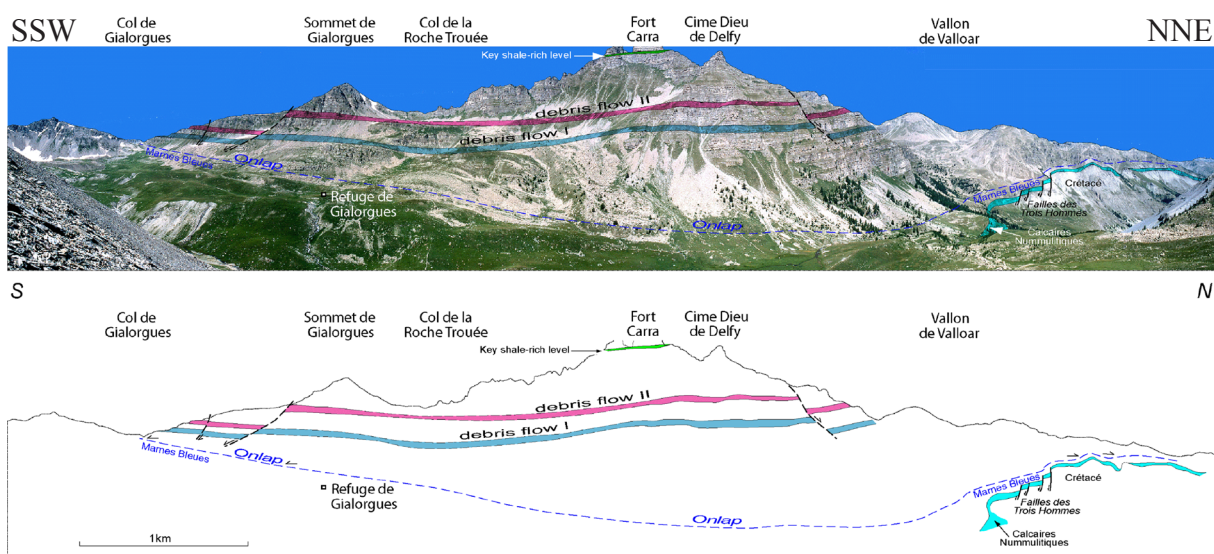 SSW
NNE
Col de
Gialorgues
Sommet de
Gialorgues
Col de la
Roche Trouée
Fort
Carra
Cime Dieu
de Delfy
Vallon
de Valloar
Key shale-rich level
debris flow II
debris flow I
Marnes Bleues
Onlap
Refuge de
Gialorgues
Onlap
Marnes Bleues
Crétacé
Failles des
Trois Hommes
Calcaires
Nummulitiques
S
N
Col de
Gialorgues
Sommet de
Gialorgues
Col de la
Roche Trouée
Fort
Carra
Cime Dieu
de Delfy
Vallon
de Valloar
Key shale-rich level
debris flow II
debris flow I
Marnes Bleues
Onlap
Refuge de
Gialorgues
Onlap
Marnes Bleues
Crétacé
Failles des
Trois Hommes
Calcaires
Nummulitiques
1km